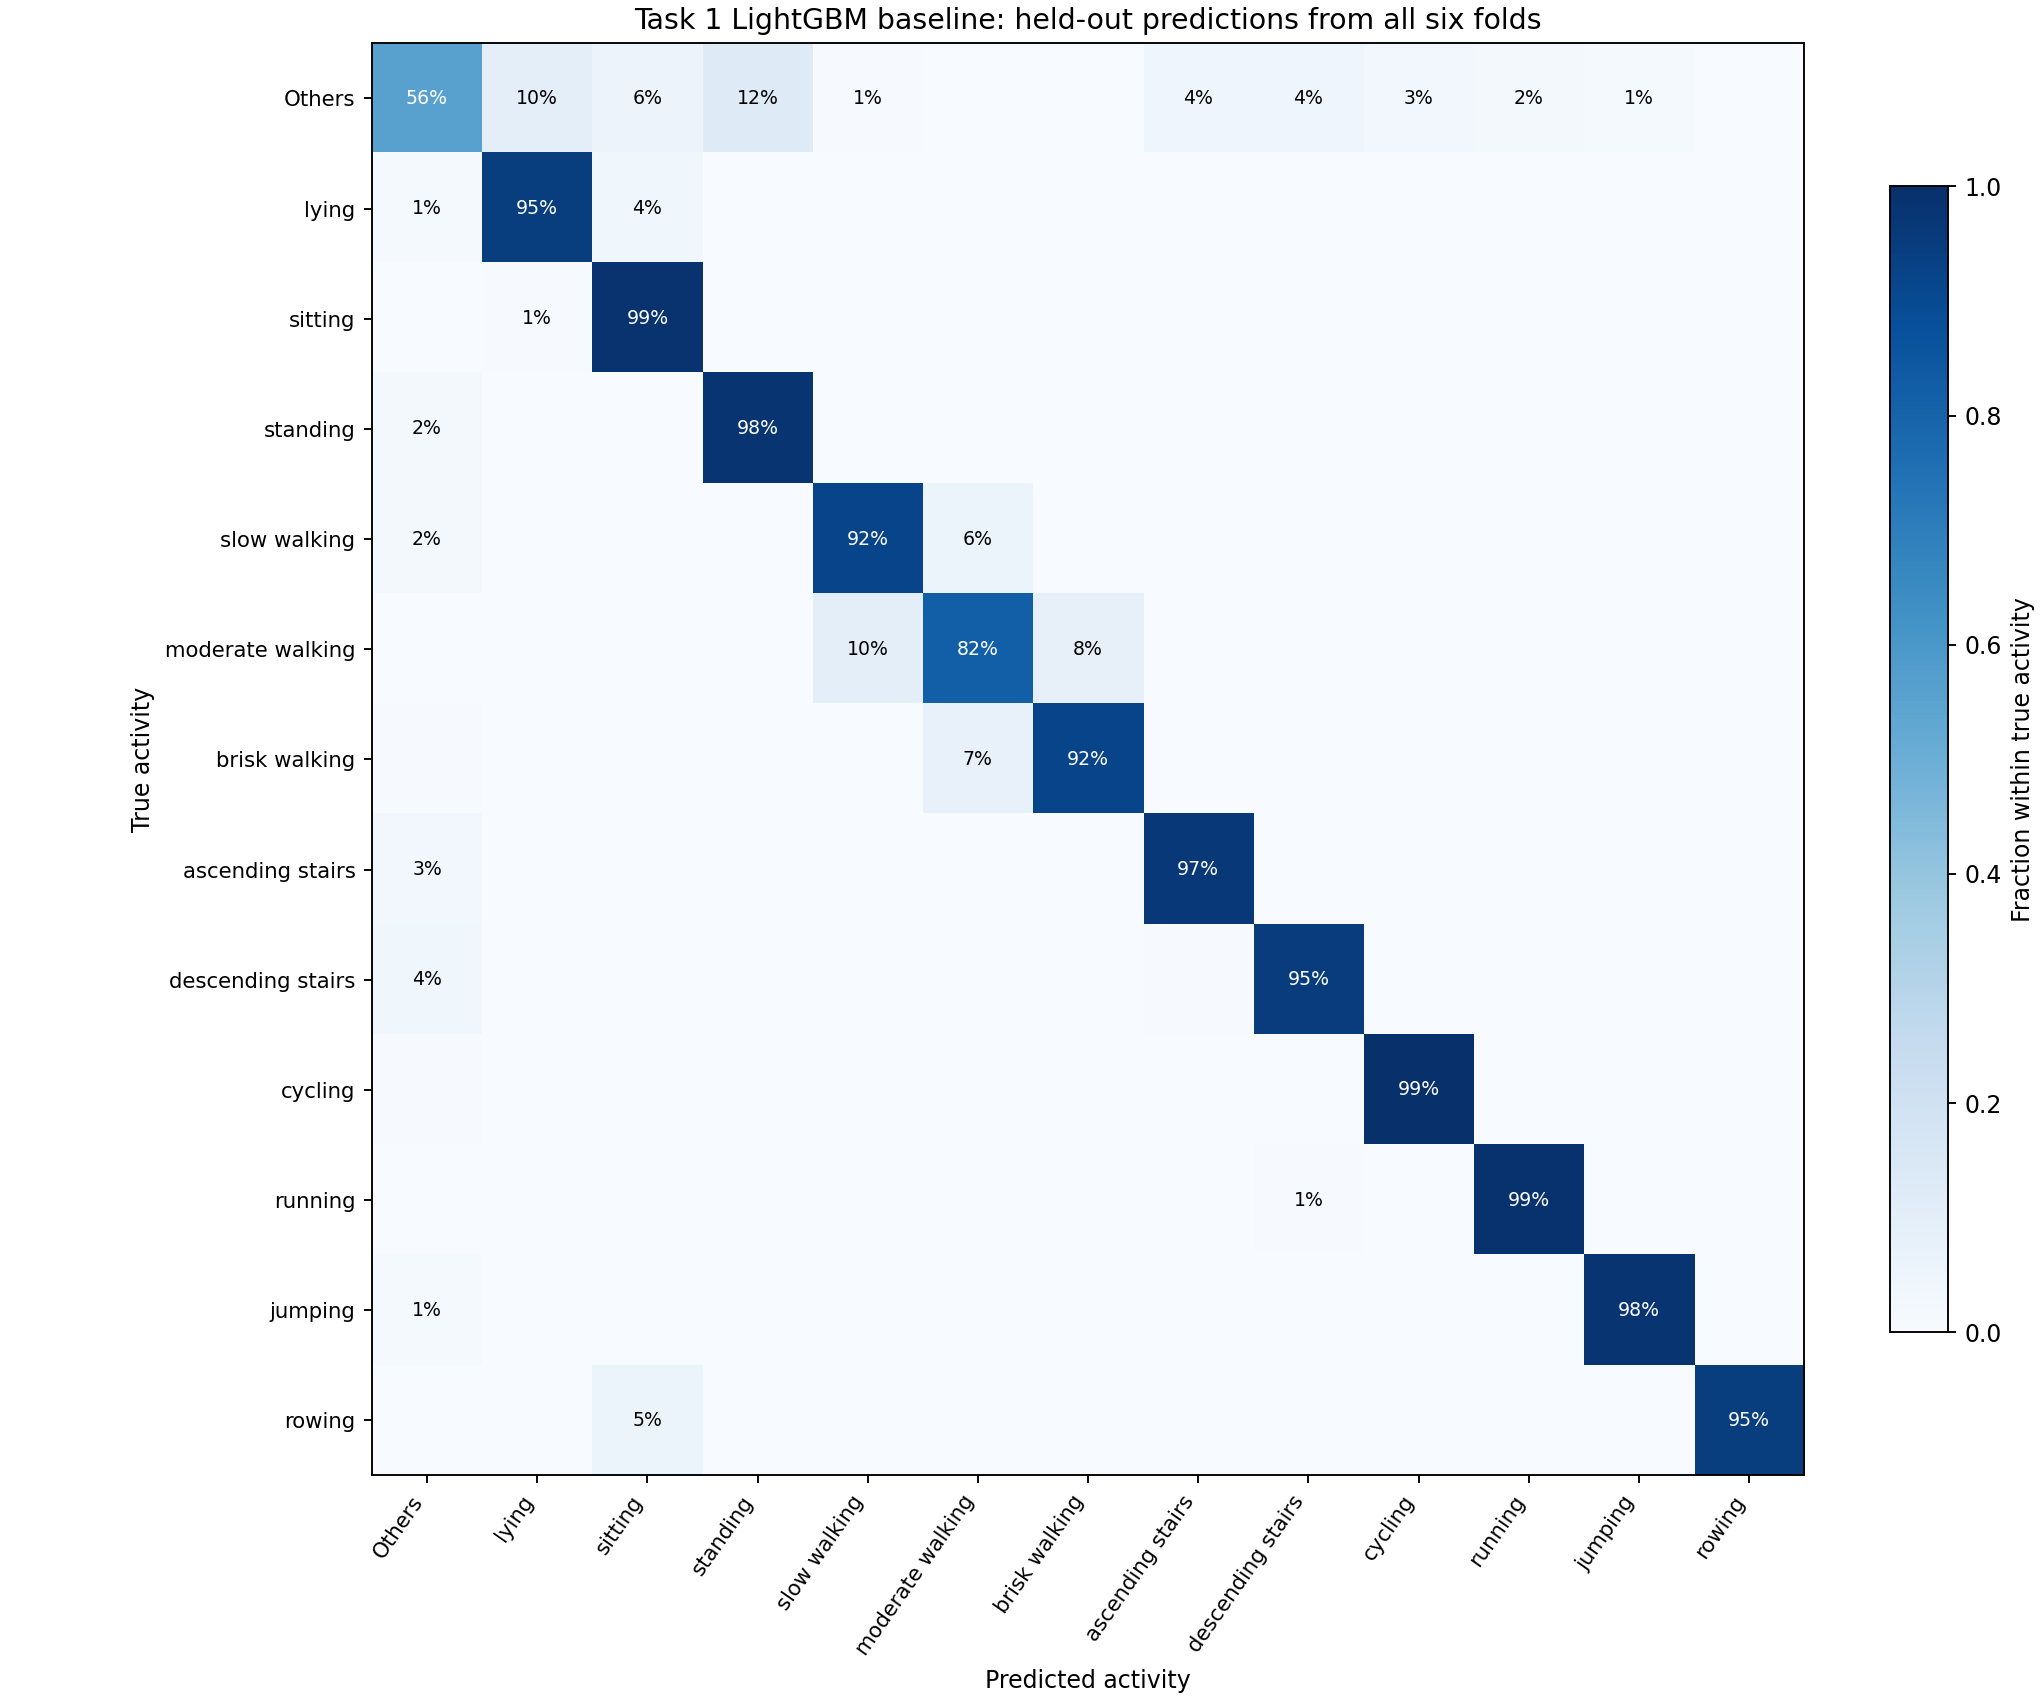 Task 1 LightGBM baseline: held-out predictions from all six folds
Others 56% 10% 6% 12% 1% 4% 4% 3% 2% 1%
lying 1% 95% 4%
sitting 1% 99%
standing 2% 98%
slow walking 2% 92% 6%
moderate walking 10% 82% 8%
brisk walking 7% 92%
ascending stairs 3% 97%
descending stairs 4% 95%
cycling 99%
running 1% 99%
jumping 1% 98%
rowing 5% 95%
True activity
Others
lying
sitting
standing
slow walking
moderate walking
brisk walking
ascending stairs
descending stairs
cycling
running
jumping
rowing
Predicted activity
1.0
0.8
0.6
0.4
0.2
0.0
Fraction within true activity